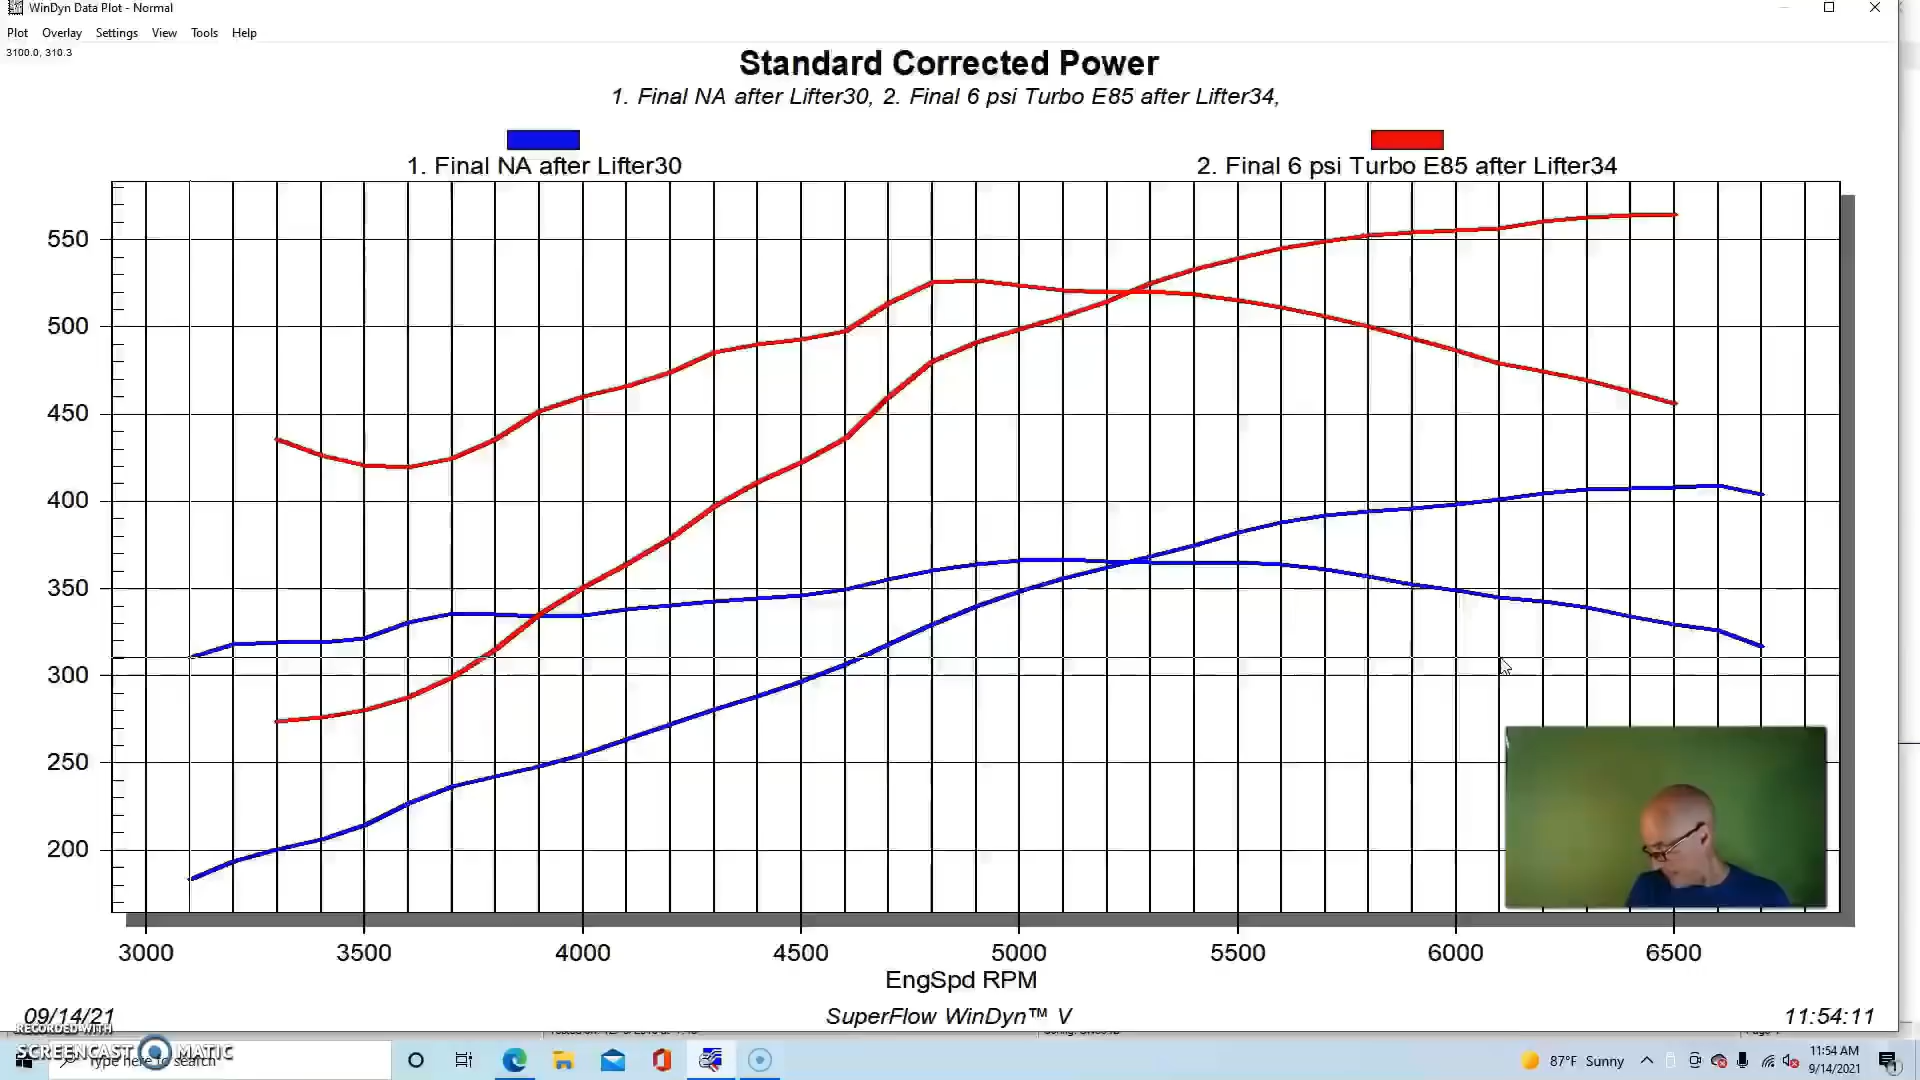 WinDyn Data Plot - Normal
Plot Overlay Settings View Tools Help
3100.0, 310.3
Standard Corrected Power
1. Final NA after Lifter30, 2. Final 6 psi Turbo E85 after Lifter34,
1. Final NA after Lifter30
2. Final 6 psi Turbo E85 after Lifter34
550
500
450
400
350
300
250
200
3000 3500 4000 4500 5000 5500 6000 6500
EngSpd RPM
09/14/21 SuperFlow WinDyn™ V 11:54:11
RECORDED WITH
SCREENCAST MATIC
Type here to search
87°F Sunny
11:54 AM
9/14/2021